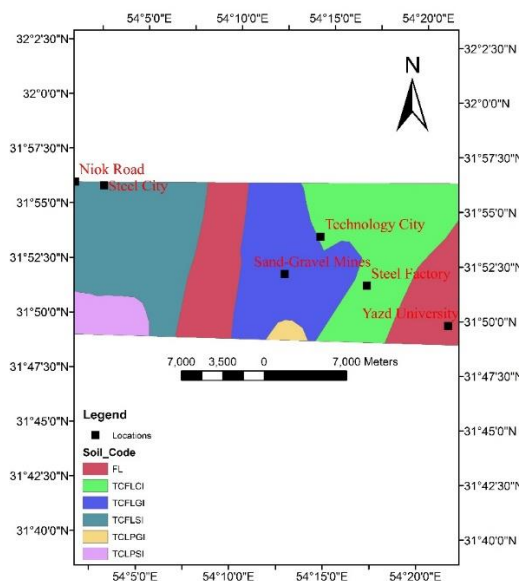 54°5'0"E 54°10'0"E 54°15'0"E 54°20'0"E
32°2'30"N
32°0'0"N
31°57'30"N
31°55'0"N
31°52'30"N
31°50'0"N
31°47'30"N
31°45'0"N
31°42'30"N
31°40'0"N
N
Niok Road
Steel City
Technology City
Sand-Gravel Mines
Steel Factory
Yazd University
7,000 3,500 0 7,000 Meters
Legend
Locations
Soil_Code
FL
TCFLCI
TCFLGI
TCFLSI
TCLPGI
TCLPSI
32°2'30"N
32°0'0"N
31°57'30"N
31°55'0"N
31°52'30"N
31°50'0"N
31°47'30"N
31°45'0"N
31°42'30"N
31°40'0"N
54°5'0"E 54°10'0"E 54°15'0"E 54°20'0"E